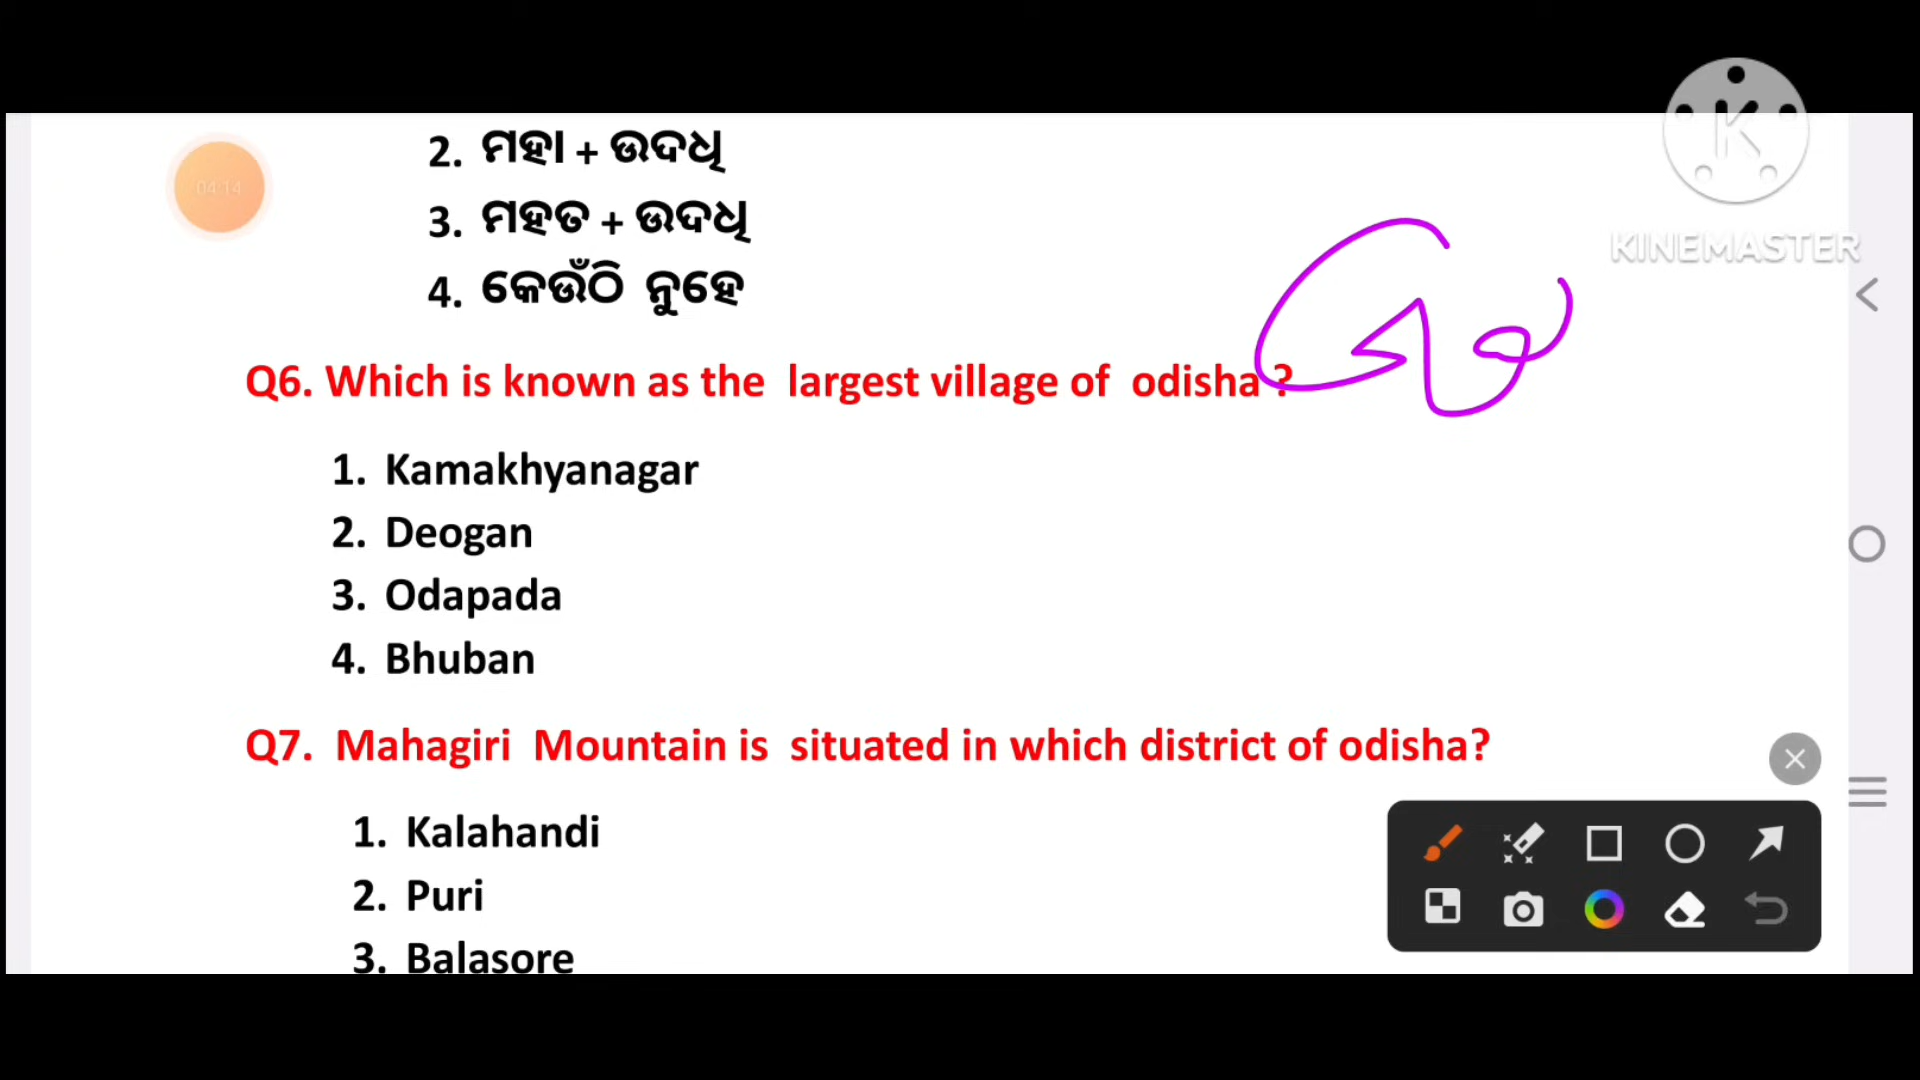 04:14
2. ମହା + ଉଦଧି
3. ମହତ + ଉଦଧି
4. କେଉଁଠି ନୁହେ
KINEMASTER
Q6. Which is known as the largest village of odisha ?
1. Kamakhyanagar
2. Deogan
3. Odapada
4. Bhuban
Q7. Mahagiri Mountain is situated in which district of odisha?
1. Kalahandi
2. Puri
3. Balasore